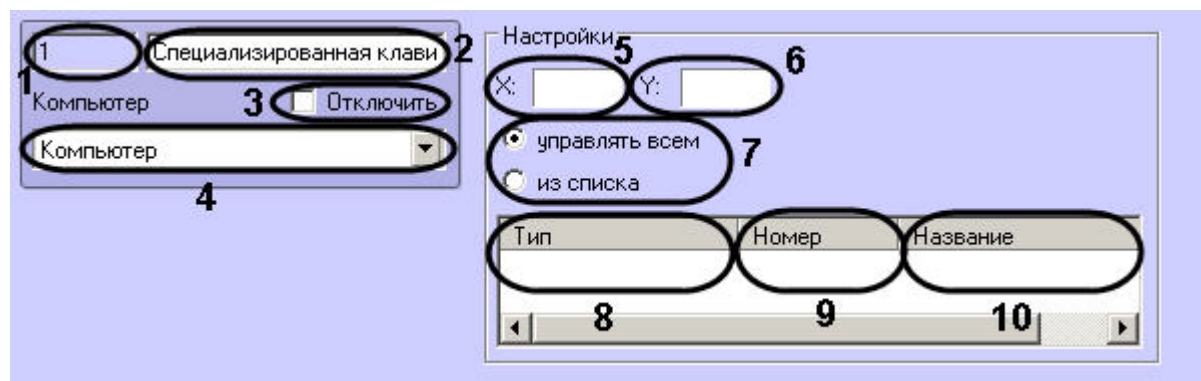 1 Специализированная клави 2
1
Компьютер 3 Отключить
Компьютер
4
Настройки
5 6
X: Y:
управлять всем
7
из списка
Тип Номер Название
8 9 10